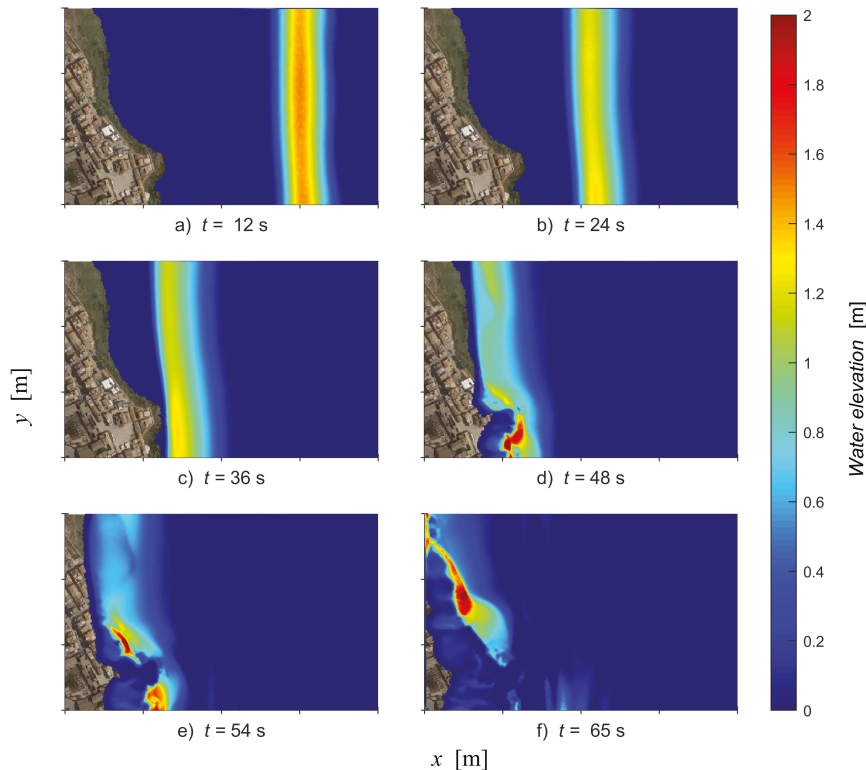 a) t = 12 s
b) t = 24 s
c) t = 36 s
d) t = 48 s
e) t = 54 s
f) t = 65 s
y [m]
x [m]
2
1.8
1.6
1.4
1.2
1
0.8
0.6
0.4
0.2
0
Water elevation [m]